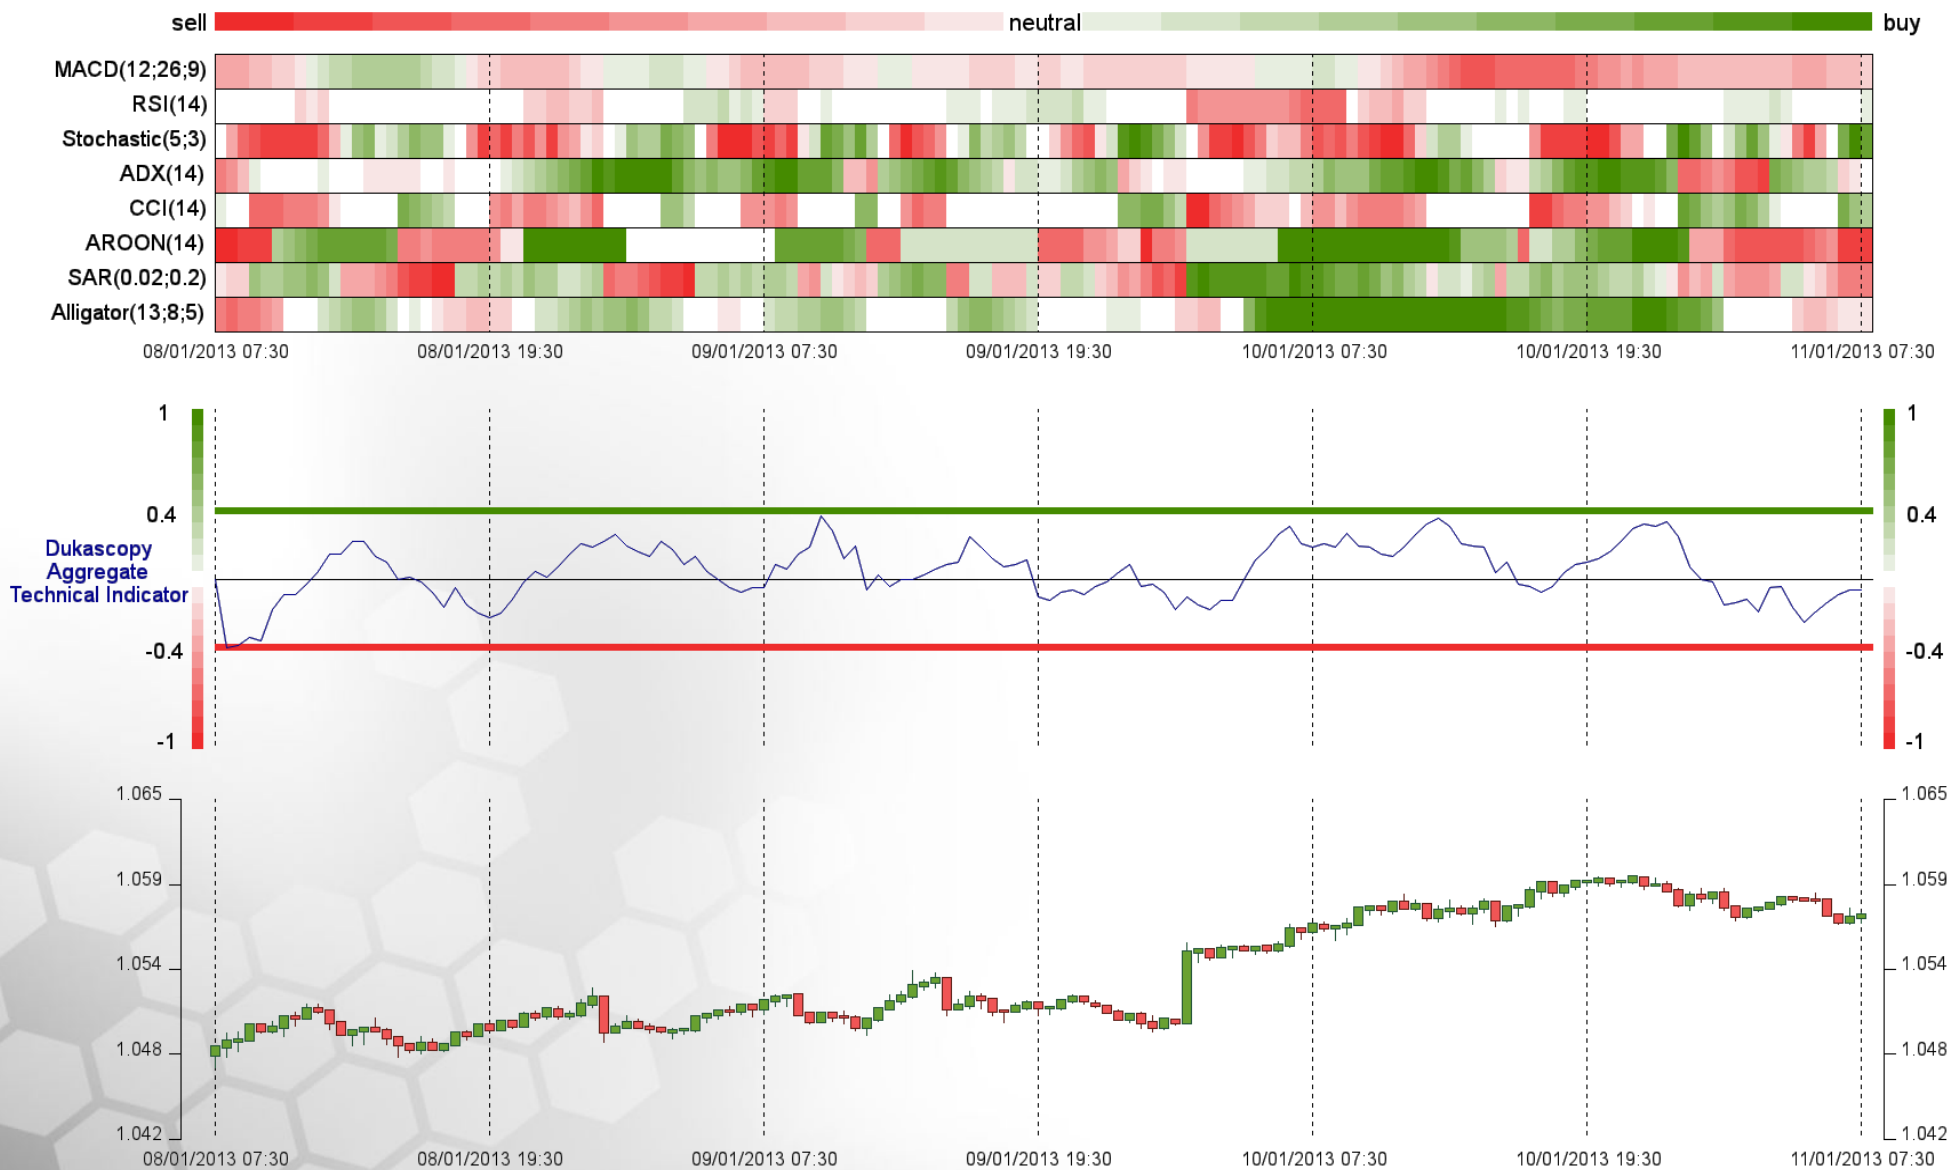 sell neutral buy
MACD(12;26;9)
RSI(14)
Stochastic(5;3)
ADX(14)
CCI(14)
AROON(14)
SAR(0.02;0.2)
Alligator(13;8;5)
08/01/2013 07:30 08/01/2013 19:30 09/01/2013 07:30 09/01/2013 19:30 10/01/2013 07:30 10/01/2013 19:30 11/01/2013 07:30
1 1
0.4 0.4
Dukascopy
Aggregate
Technical Indicator
-0.4 -0.4
-1 -1
1.065 1.065
1.059 1.059
1.054 1.054
1.048 1.048
1.042 1.042
08/01/2013 07:30 08/01/2013 19:30 09/01/2013 07:30 09/01/2013 19:30 10/01/2013 07:30 10/01/2013 19:30 11/01/2013 07:30